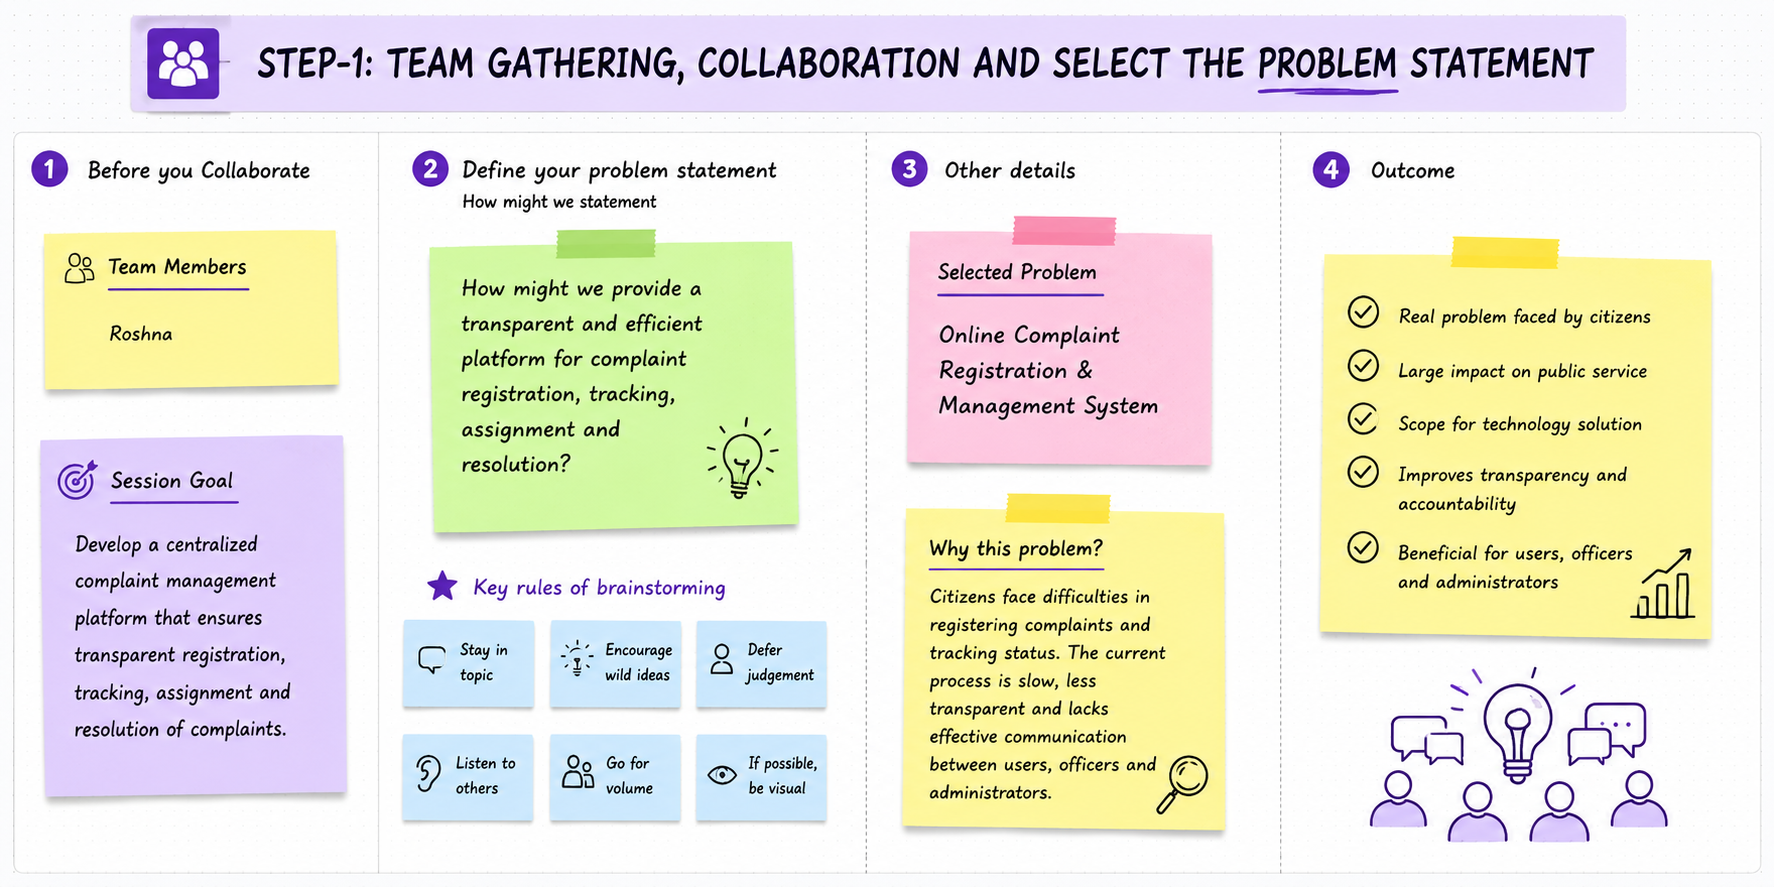 STEP-1: TEAM GATHERING, COLLABORATION AND SELECT THE PROBLEM STATEMENT
1 Before you Collaborate
Team Members
Roshna
Session Goal
Develop a centralized
complaint management
platform that ensures
transparent registration,
tracking, assignment and
resolution of complaints.
2 Define your problem statement
How might we statement
How might we provide a
transparent and efficient
platform for complaint
registration, tracking,
assignment and
resolution?
Key rules of brainstorming
Stay in
topic
Encourage
wild ideas
Defer
judgement
Listen to
others
Go for
volume
If possible,
be visual
3 Other details
Selected Problem
Online Complaint
Registration &
Management System
Why this problem?
Citizens face difficulties in
registering complaints and
tracking status. The current
process is slow, less
transparent and lacks
effective communication
between users, officers and
administrators.
4 Outcome
Real problem faced by citizens
Large impact on public service
Scope for technology solution
Improves transparency and
accountability
Beneficial for users, officers
and administrators